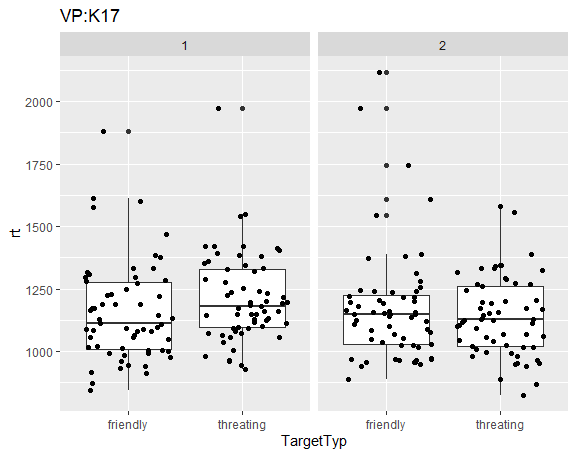 VP:K17
1 2
2000
1750
1500
1250
1000
rt
friendly threating friendly threating
TargetTyp